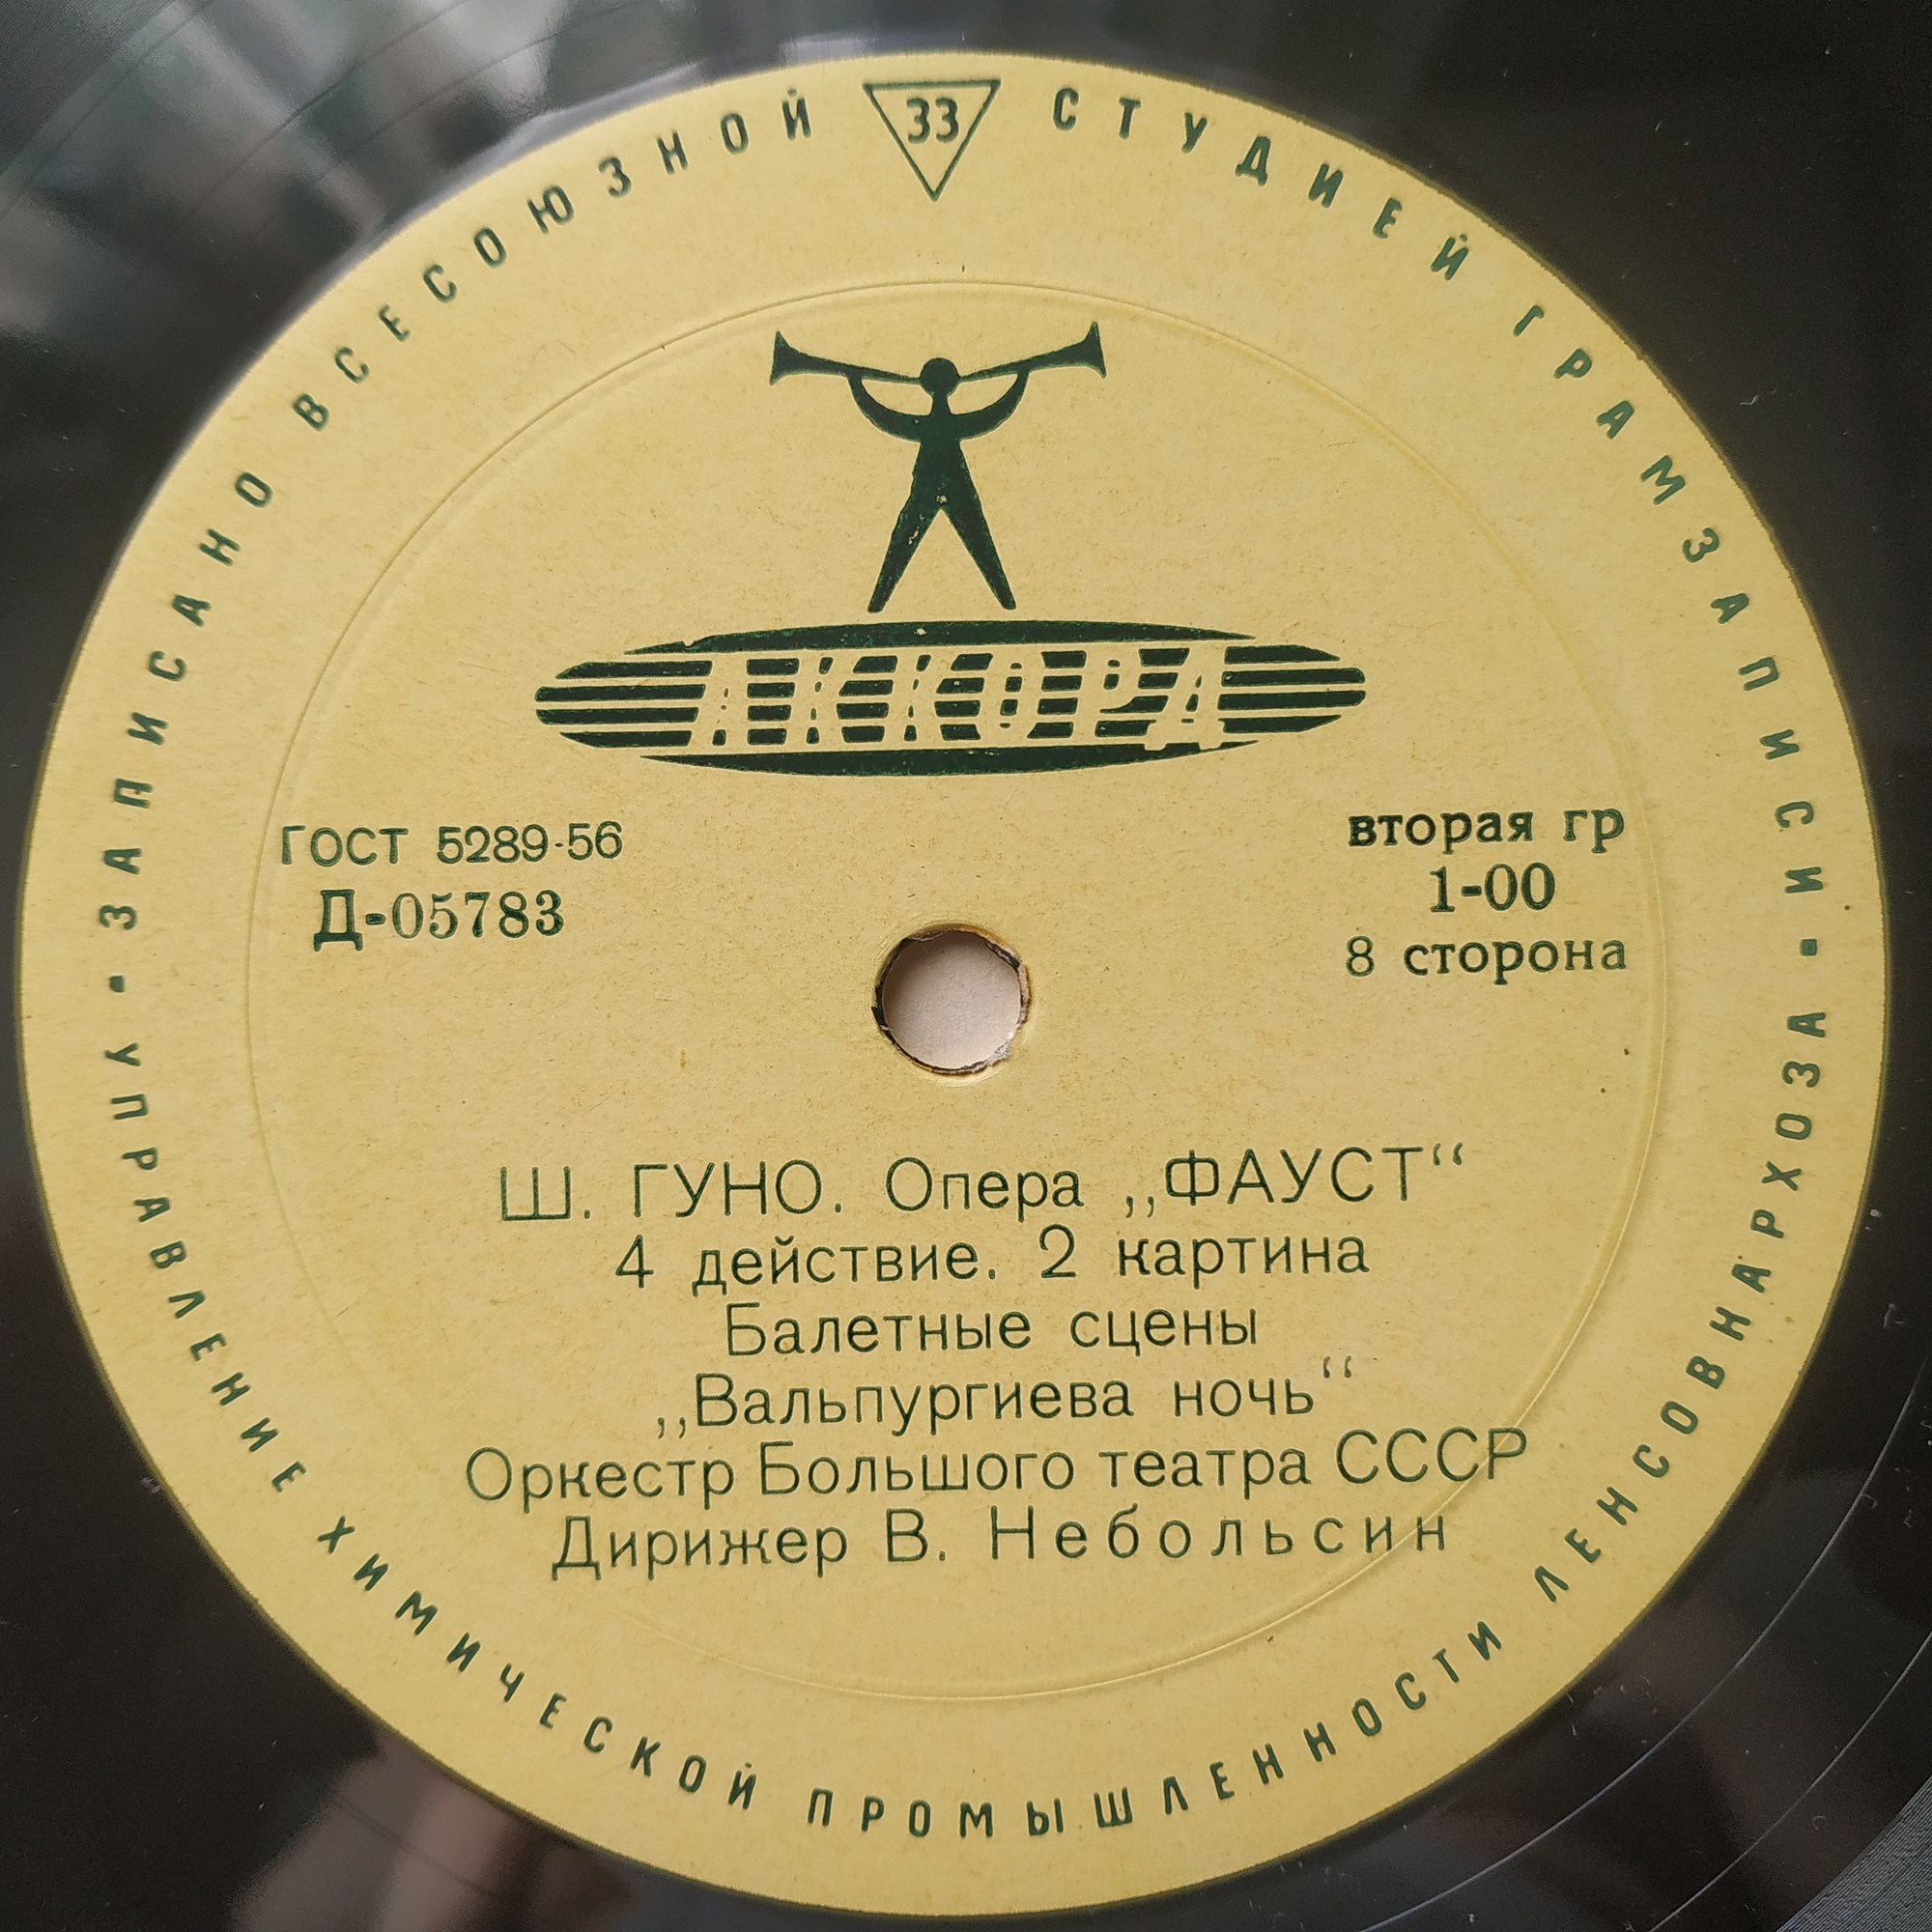 ЗАПИСАНО ВСЕСОЮЗНОЙ 33 СТУДИЕЙ ГРАМЗАПИСИ
АККОРД
ГОСТ 5289-56
Д-05783
вторая гр
1-00
8 сторона
Ш. ГУНО. Опера „ФАУСТ“
4 действие. 2 картина
Балетные сцены
„Вальпургиева ночь“
Оркестр Большого театра СССР
Дирижер В. Небольсин
УПРАВЛЕНИЕ ХИМИЧЕСКОЙ ПРОМЫШЛЕННОСТИ ЛЕНСОВНАРХОЗА